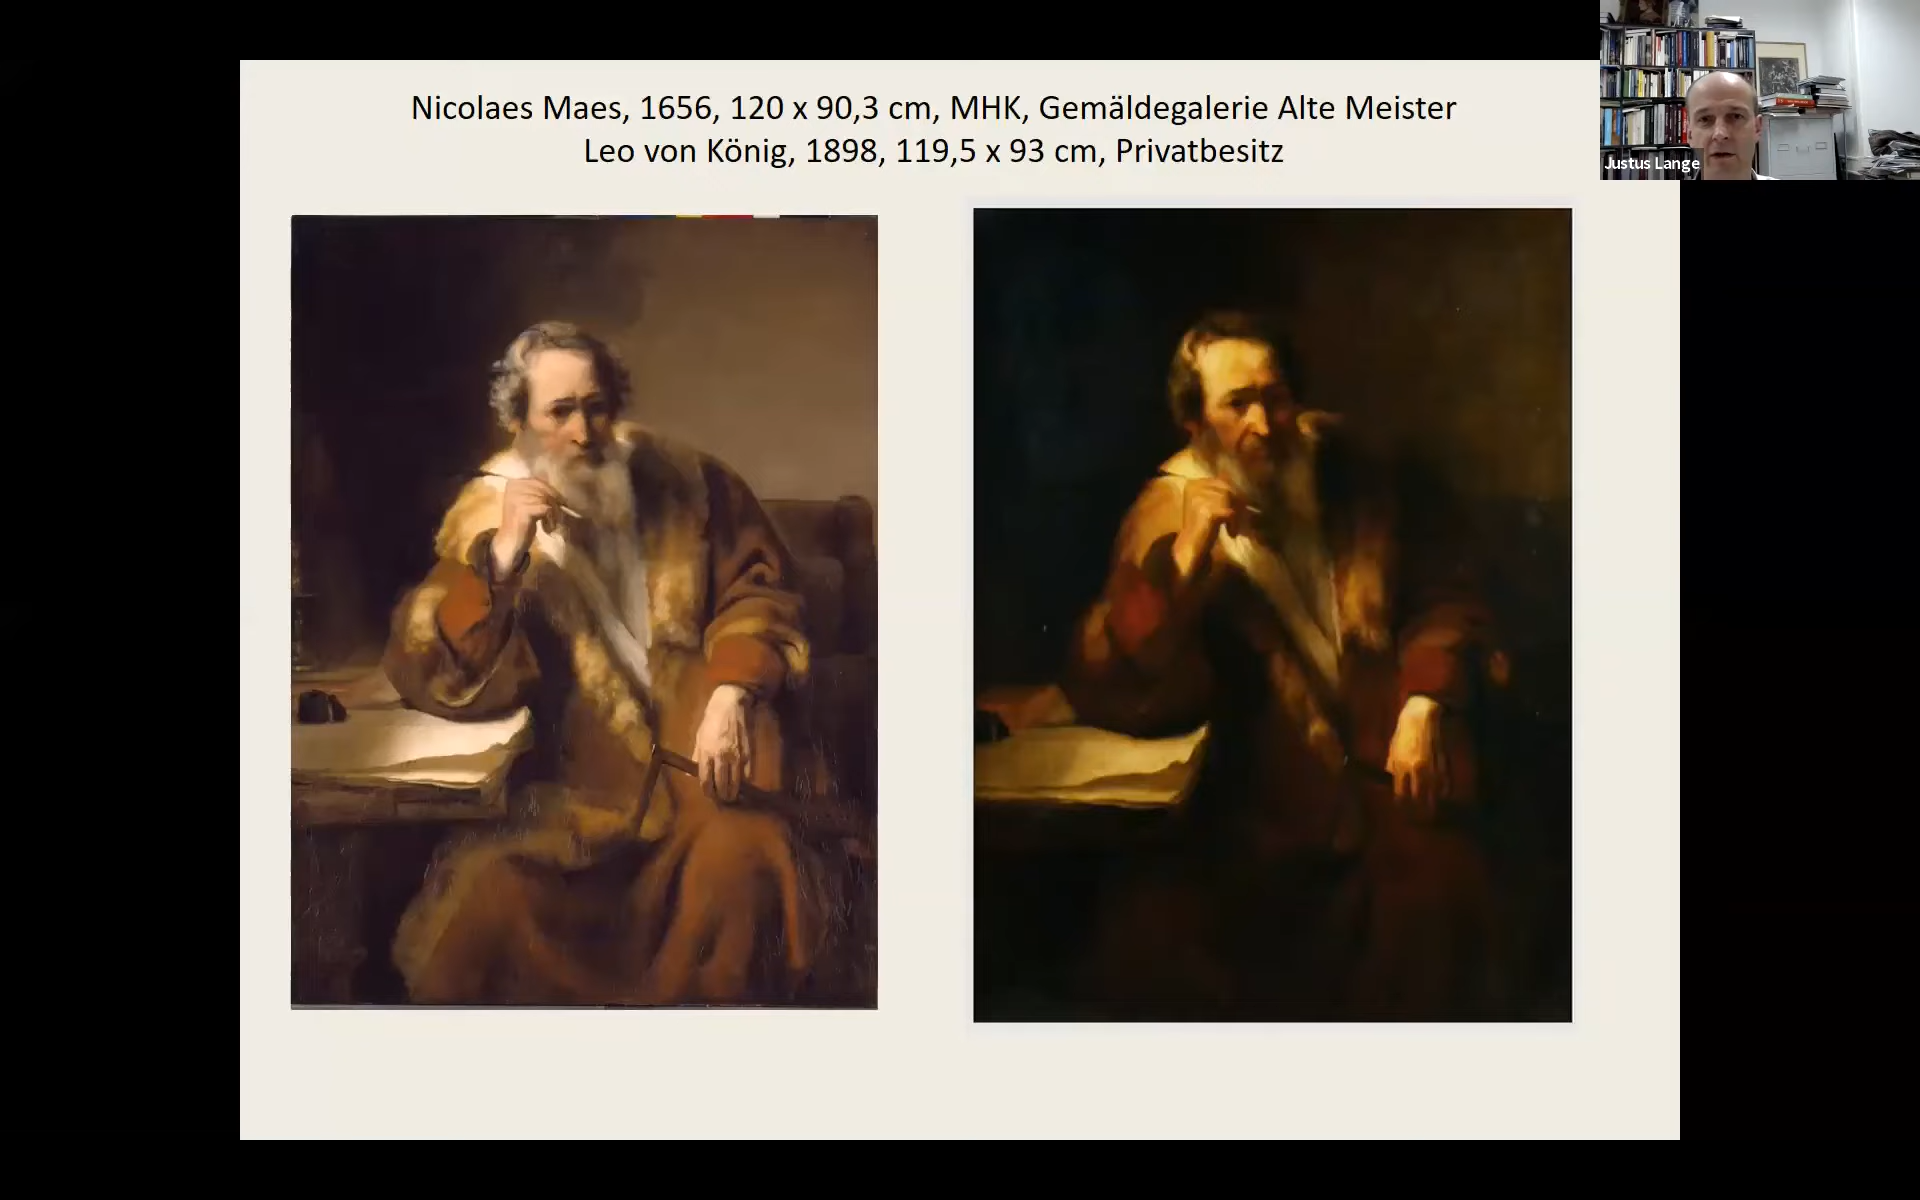 Nicolaes Maes, 1656, 120 x 90,3 cm, MHK, Gemäldegalerie Alte Meister
Leo von König, 1898, 119,5 x 93 cm, Privatbesitz
Justus Lange